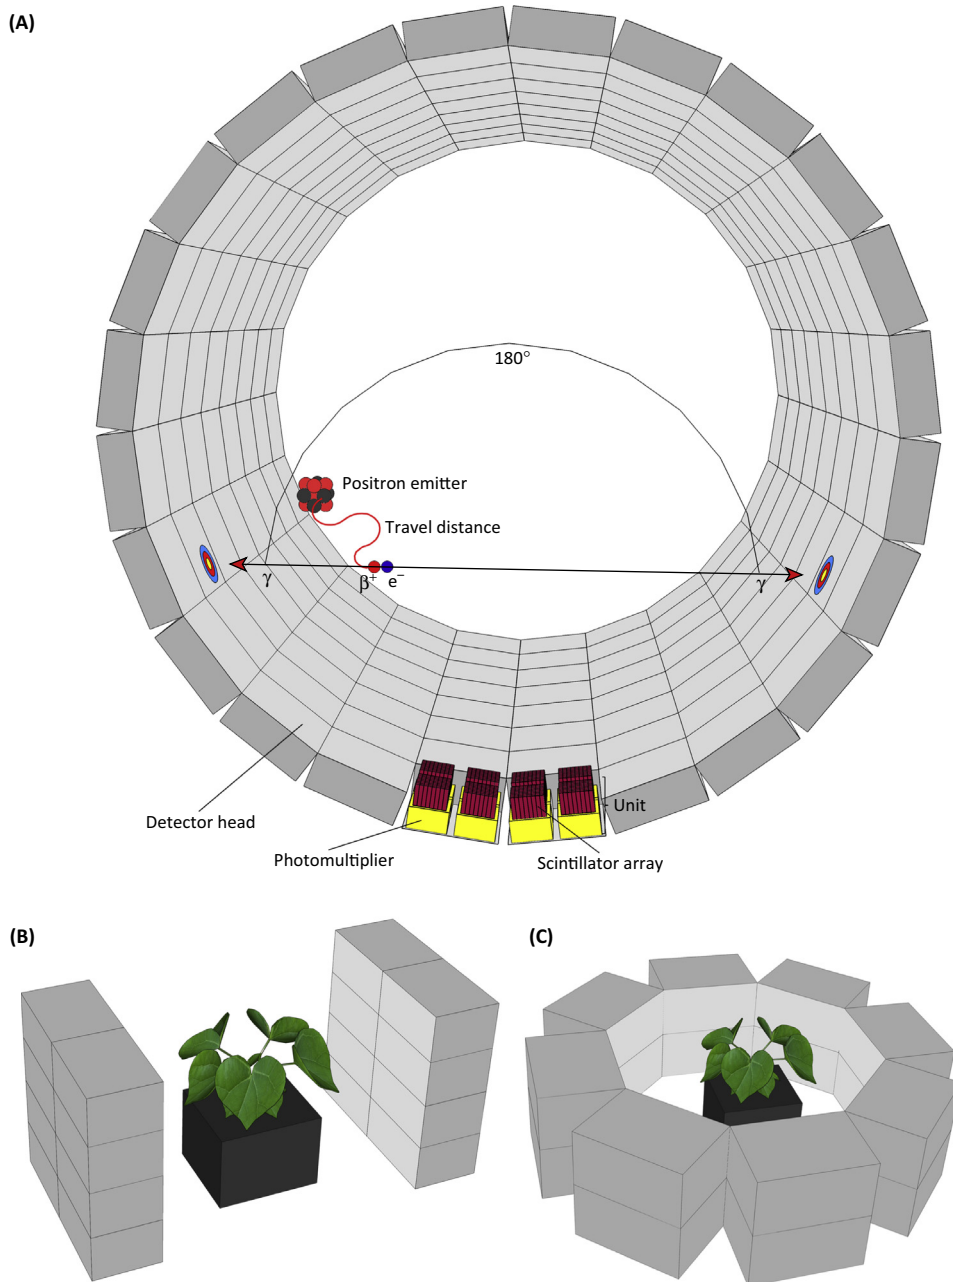 (A)
180°
Positron emitter
Travel distance
γ
β⁺
e⁻
γ
Unit
Detector head
Photomultiplier
Scintillator array
(B)
(C)